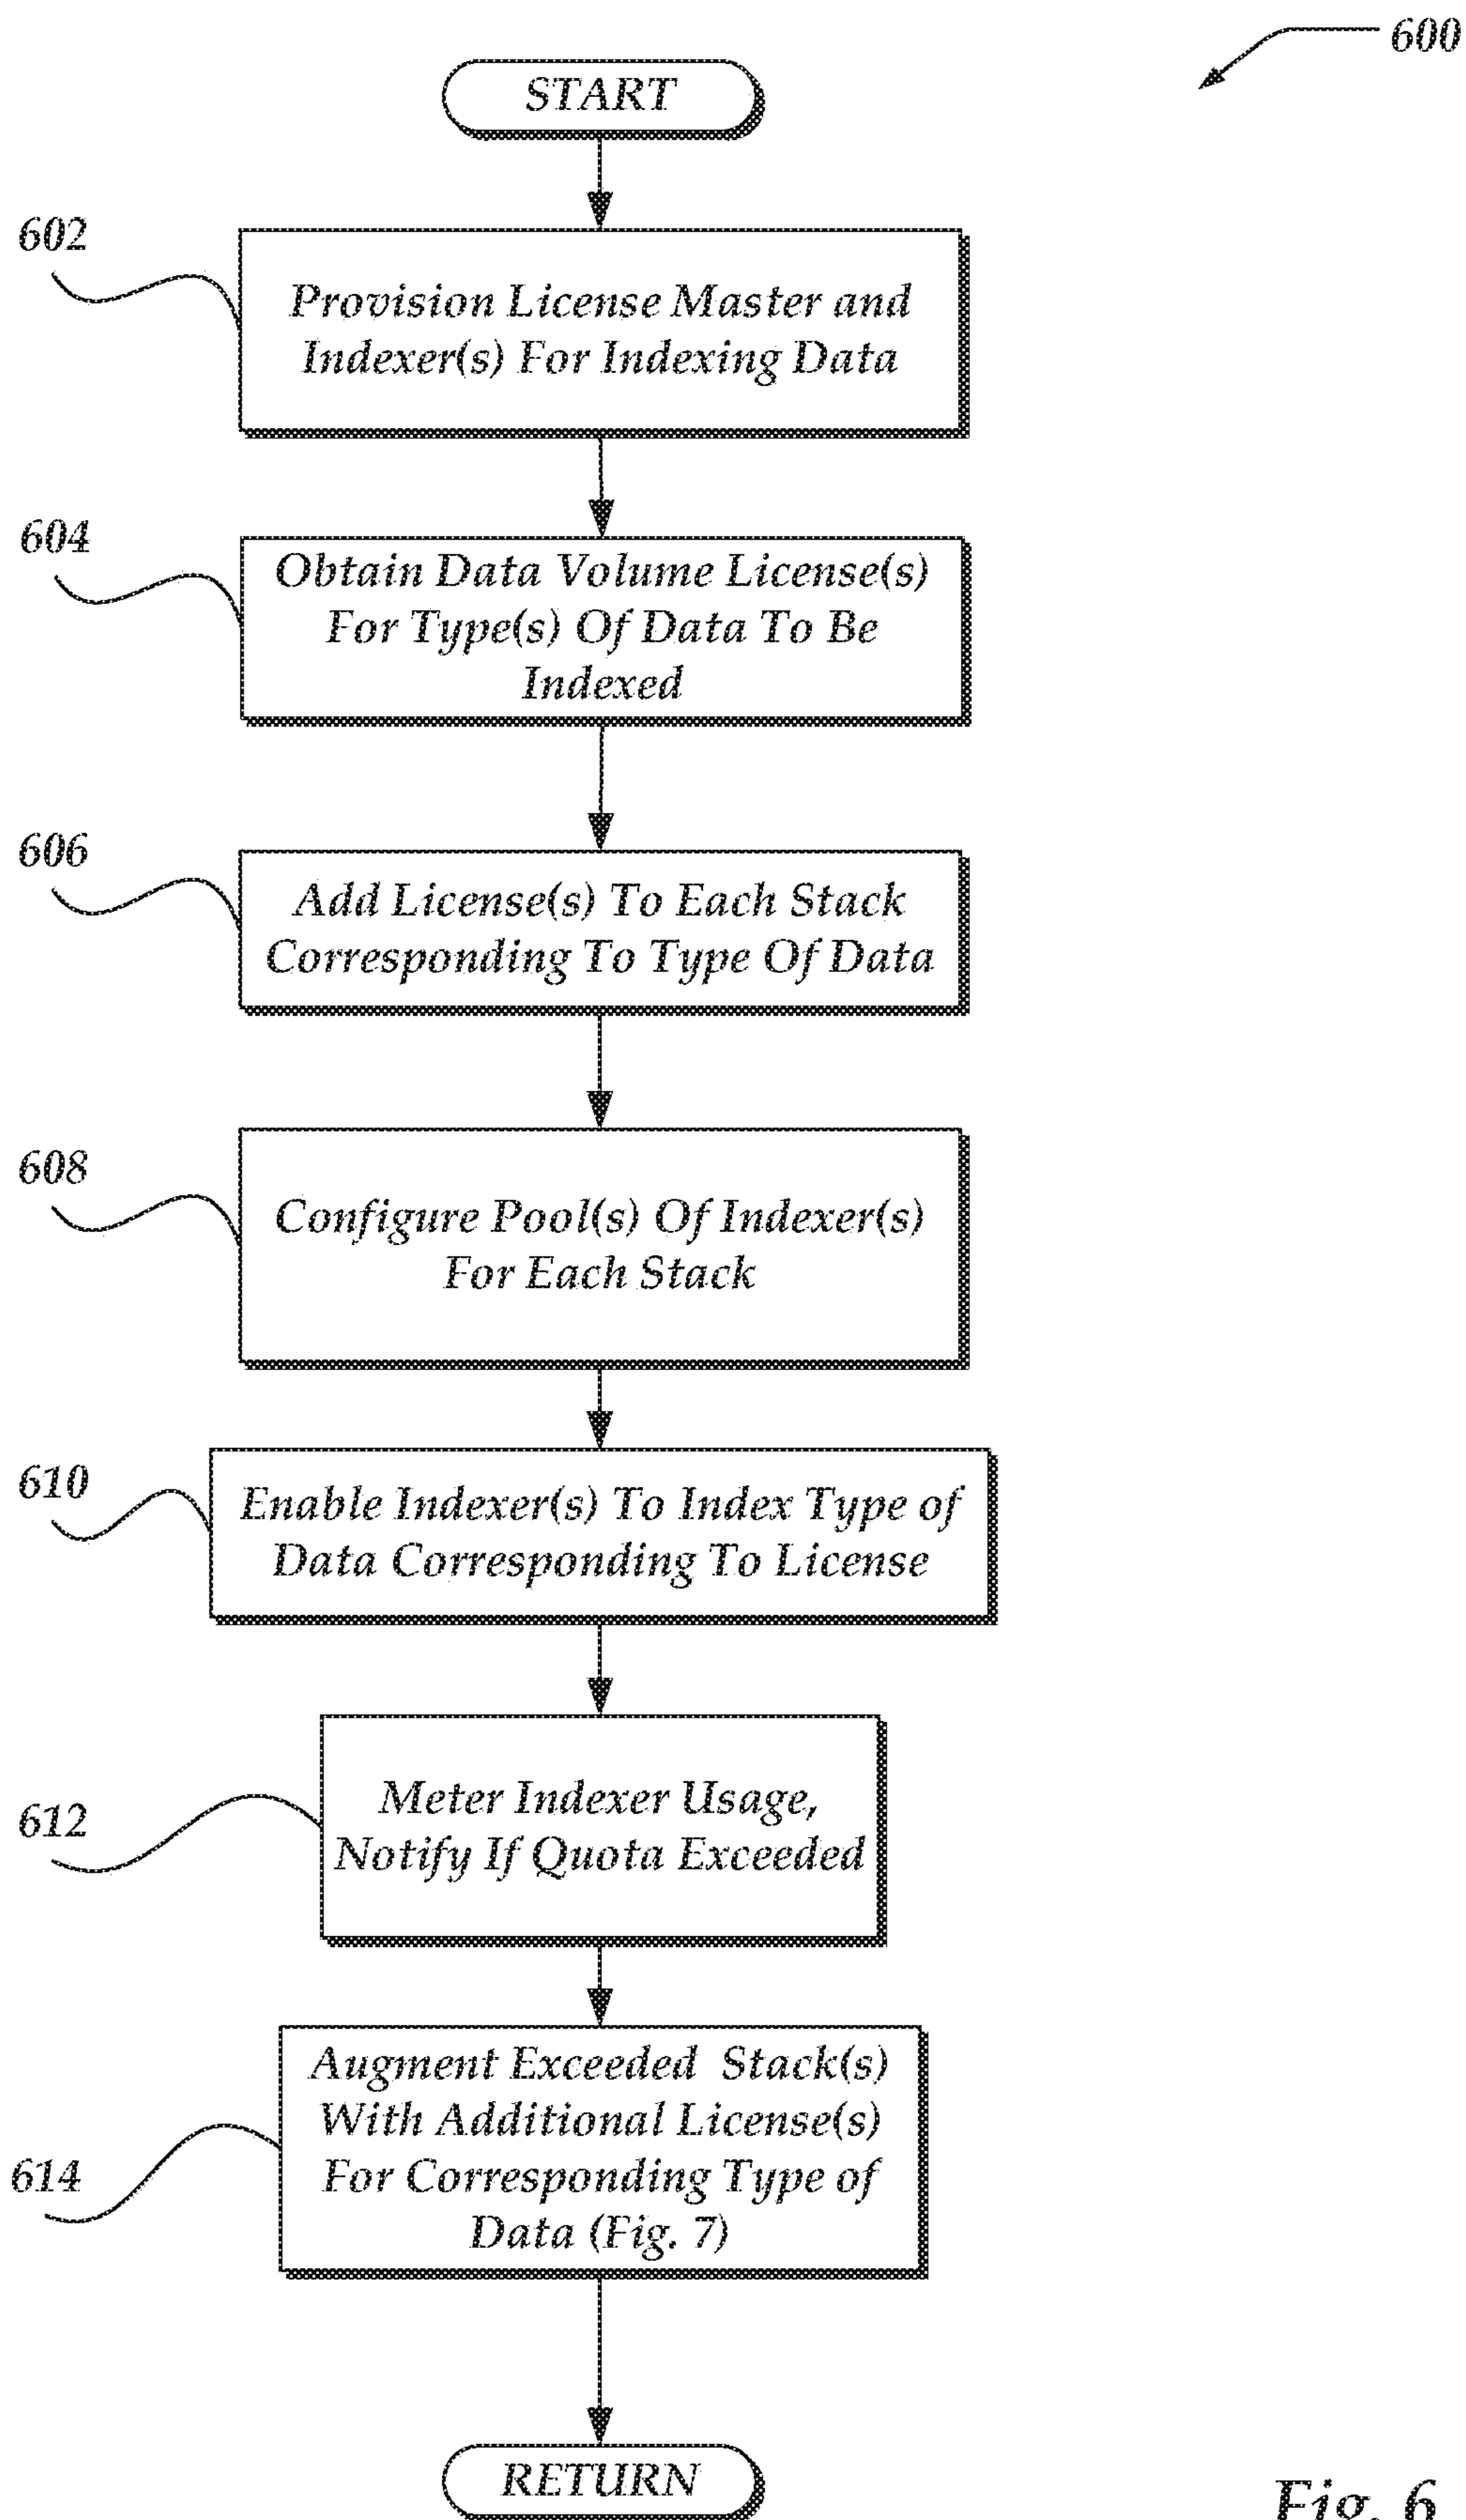 600
START
602
Provision License Master and
Indexer(s) For Indexing Data
604
Obtain Data Volume License(s)
For Type(s) Of Data To Be
Indexed
606
Add License(s) To Each Stack
Corresponding To Type Of Data
608
Configure Pool(s) Of Indexer(s)
For Each Stack
610
Enable Indexer(s) To Index Type of
Data Corresponding To License
612
Meter Indexer Usage,
Notify If Quota Exceeded
614
Augment Exceeded Stack(s)
With Additional License(s)
For Corresponding Type of
Data (Fig. 7)
RETURN
Fig. 6